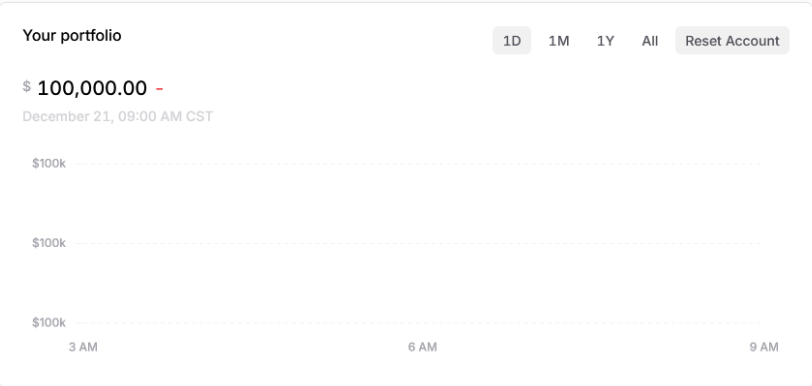 Your portfolio
1D 1M 1Y All Reset Account
$ 100,000.00 -
December 21, 09:00 AM CST
$100k
$100k
$100k
3 AM 6 AM 9 AM